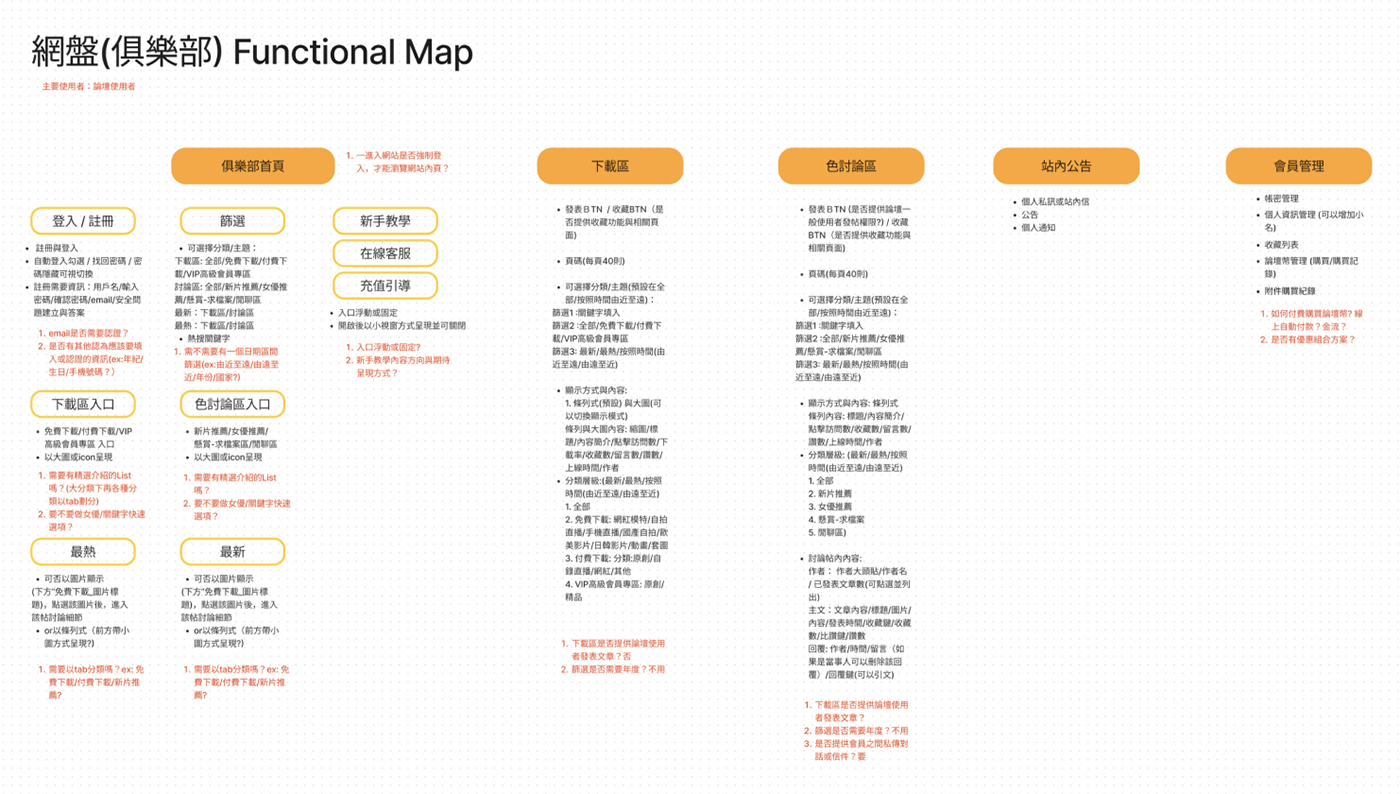 網盤(俱樂部) Functional Map
主要使用者：論壇使用者
俱樂部首頁
1. 一進入網站是否強制登
入，才能瀏覽網站內頁？
登入 / 註冊
• 註冊與登入
• 自動登入勾選 / 找回密碼 / 密
碼隱藏可視切換
• 註冊需要資訊：用戶名/輸入
密碼/確認密碼/email/安全問
題建立與答案
1. email是否需要認證？
2. 是否有其他認為應該要填
入或認證的資訊(ex:年紀/
生日/手機號碼？）
篩選
• 可選擇分類/主題：
下載區: 全部/免費下載/付費下
載/VIP高級會員專區
討論區: 全部/新片推薦/女優推
薦/懸賞-求檔案/閒聊區
最新：下載區/討論區
最熱：下載區/討論區
• 熱搜關鍵字
1. 需不需要有一個日期區間
篩選(ex:由近至遠/由遠至
近/年份/國家?)
新手教學
在線客服
充值引導
• 入口浮動或固定
• 開啟後以小視窗方式呈現並可關閉
1. 入口浮動或固定?
2. 新手教學內容方向與期待
呈現方式？
下載區入口
• 免費下載/付費下載/VIP
高級會員專區 入口
• 以大圖或icon呈現
1. 需要有精選介紹的List
嗎？(大分類下再各種分
類以tab劃分)
2. 要不要做女優/關鍵字快速
選項？
色討論區入口
• 新片推薦/女優推薦/
懸賞-求檔案區/閒聊區
• 以大圖或icon呈現
1. 需要有精選介紹的List
嗎？
2. 要不要做女優/關鍵字快速
選項？
最熱
• 可否以圖片顯示
(下方“免費下載_圖片標
題)，點選該圖片後，進入
該帖討論細節
• or以條列式（前方帶小
圖方式呈現?)
1. 需要以tab分類嗎？ex: 免
費下載/付費下載/新片推
薦?
最新
• 可否以圖片顯示
(下方“免費下載_圖片標
題)，點選該圖片後，進入
該帖討論細節
• or以條列式（前方帶小
圖方式呈現?)
1. 需要以tab分類嗎？ex: 免
費下載/付費下載/新片推
薦?
下載區
• 發表ＢTN / 收藏BTN（是
否提供收藏功能與相關頁
面)
• 頁碼(每頁40則)
• 可選擇分類/主題(預設在全
部/按照時間由近至遠)：
篩選1 :關鍵字填入
篩選2 :全部/免費下載/付費下
載/VIP高級會員專區
篩選3: 最新/最熱/按照時間(由
近至遠/由遠至近)
• 顯示方式與內容:
1. 條列式(預設) 與大圖(可
以切換顯示模式)
條列與大圖內容: 縮圖/標
題/內容簡介/點擊訪問數/下
載率/收藏數/留言數/讚數/
上線時間/作者
• 分類層級:(最新/最熱/按照
時間(由近至遠/由遠至近)
1. 全部
2. 免費下載: 網紅模特/自拍
直播/手機直播/國產自拍/歐
美影片/日韓影片/動畫/套圖
3. 付費下載: 分類:原創/自
錄直播/網紅/其他
4. VIP高級會員專區: 原創/
精品
1. 下載區是否提供論壇使用
者發表文章？否
2. 篩選是否需要年度？不用
色討論區
• 發表ＢTN (是否提供論壇一
般使用者發帖權限?) / 收藏
BTN（是否提供收藏功能與
相關頁面)
• 頁碼(每頁40則)
• 可選擇分類/主題(預設在全
部/按照時間由近至遠)：
篩選1 :關鍵字填入
篩選2 :全部/新片推薦/女優推
薦/懸賞-求檔案/閒聊區
篩選3: 最新/最熱/按照時間(由
近至遠/由遠至近)
• 顯示方式與內容: 條列式
條列內容: 標題/內容簡介/
點擊訪問數/收藏數/留言數/
讚數/上線時間/作者
• 分類層級: (最新/最熱/按照
時間(由近至遠/由遠至近)
1. 全部
2. 新片推薦
3. 女優推薦
4. 懸賞-求檔案
5. 閒聊區)
• 討論帖內內容:
作者： 作者大頭貼/作者名
/ 已發表文章數(可點選並列
出)
主文：文章內容/標題/圖片/
內容/發表時間/收藏鍵/收藏
數/比讚鍵/讚數
回覆: 作者/時間/留言（如
果是當事人可以刪除該回
覆）/回覆鍵(可以引文)
1. 下載區是否提供論壇使用
者發表文章？
2. 篩選是否需要年度？不用
3. 是否提供會員之間私傳對
話或信件？要
站內公告
• 個人私訊或站內信
• 公告
• 個人通知
會員管理
• 帳密管理
• 個人資訊管理 (可以增加小
名)
• 收藏列表
• 論壇幣管理 (購買/購買記
錄)
• 附件購買紀錄
1. 如何付費購買論壇幣? 線
上自動付款？金流？
2. 是否有優惠組合方案？